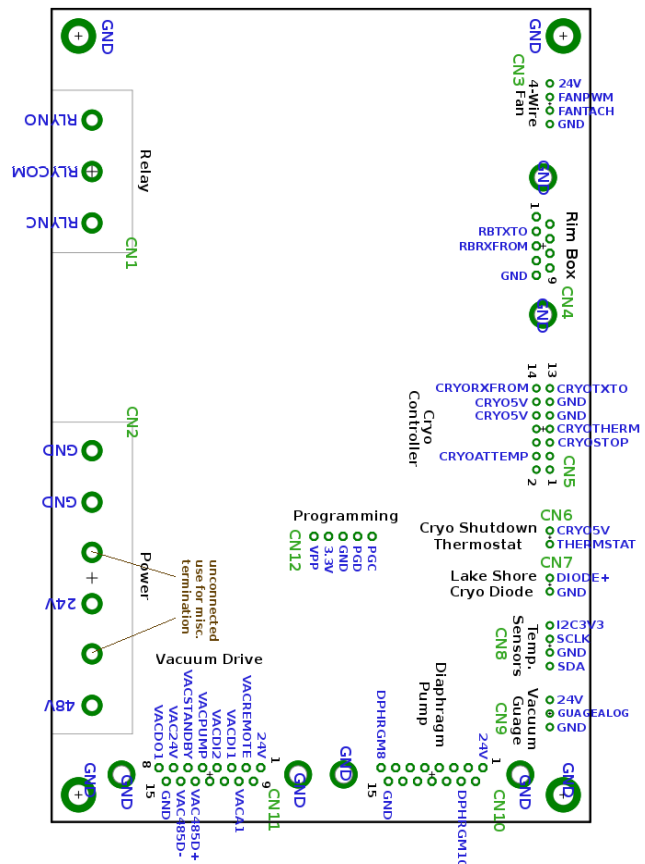 GND
GND
CN3
4-Wire
Fan
24V
FANPWM
FANTACH
GND
RLYNO
RLYCOM
RLYNC
Relay
CN1
GND
1
RBTXTO
RBRXFROM
GND
9
Rim Box
CN4
GND
14
13
CRYORXFROM
CRYO5V
CRYO5V
CRYOATTEMP
CRYOTXTO
GND
GND
CRYOTHERM
CRYOSTOP
Cryo
Controller
2
1
CN5
CN2
GND
GND
24V
48V
Power
unconnected
use for misc.
termination
Programming
CN12
VPP
3.3V
GND
PGD
PGC
CN6
Cryo Shutdown
Thermostat
CRYO5V
THERMSTAT
CN7
Lake Shore
Cryo Diode
DIODE+
GND
Temp.
Sensors
CN8
I2C3V3
SCLK
GND
SDA
Vacuum
Guage
CN9
24V
GUAGEALOG
GND
Vacuum Drive
VACDO1
VAC24V
VACSTANDBY
VACPUMP
VACDI2
VACDI1
VACREMOTE
24V
8
1
15
9
GND
VAC485D-
VAC485D+
VACA1
CN11
Diaphragm
Pump
DPHRGM8
24V
1
15
GND
DPHRGM10
CN10
GND
GND
GND
GND
GND
GND